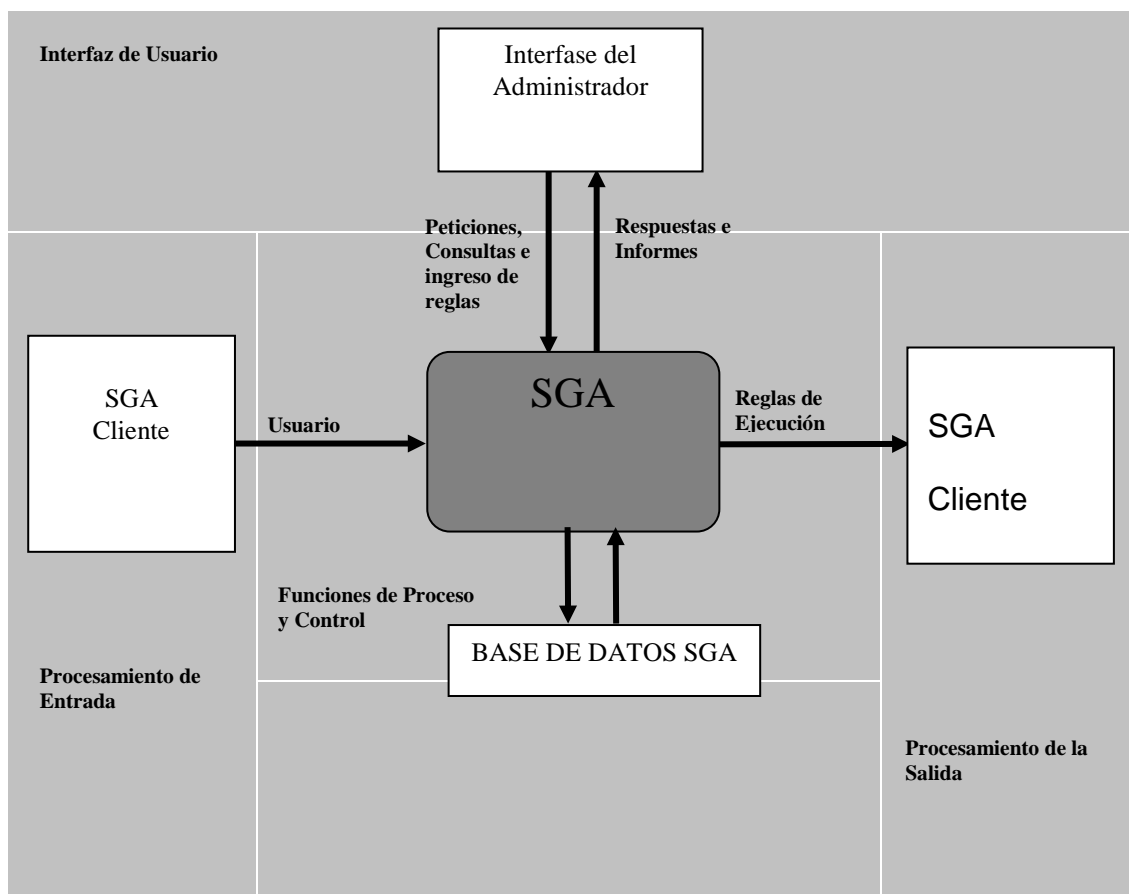 Interfaz de Usuario
Interfase del
Administrador
Peticiones,
Consultas e
ingreso de
reglas
Respuestas e
Informes
SGA
Cliente
Usuario
SGA
Reglas de
Ejecución
SGA
Cliente
Funciones de Proceso
y Control
BASE DE DATOS SGA
Procesamiento de
Entrada
Procesamiento de la
Salida